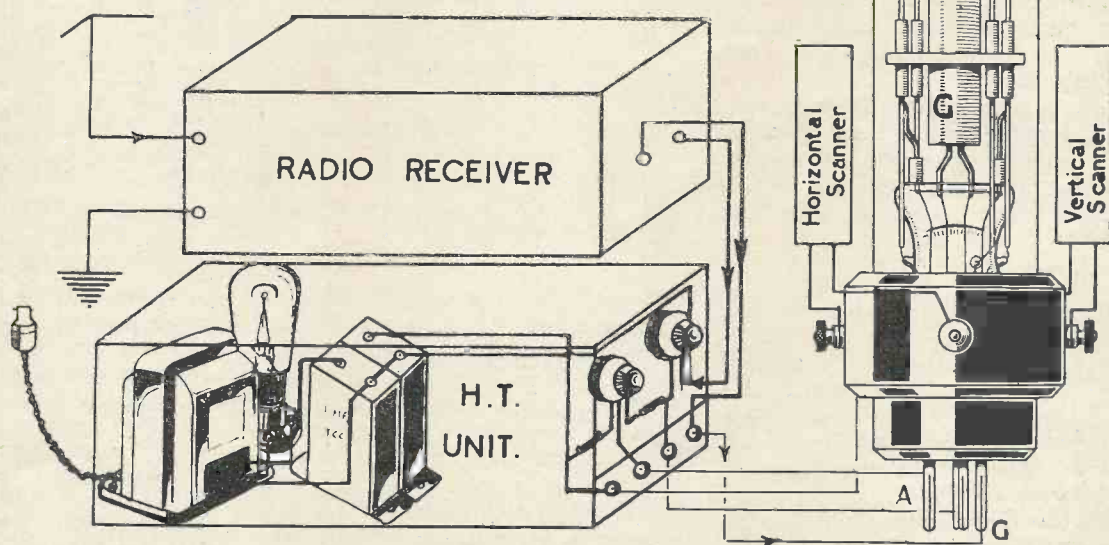 G
Horizontal
Scanner
Vertical
Scanner
RADIO RECEIVER
H.T.
UNIT.
A
G